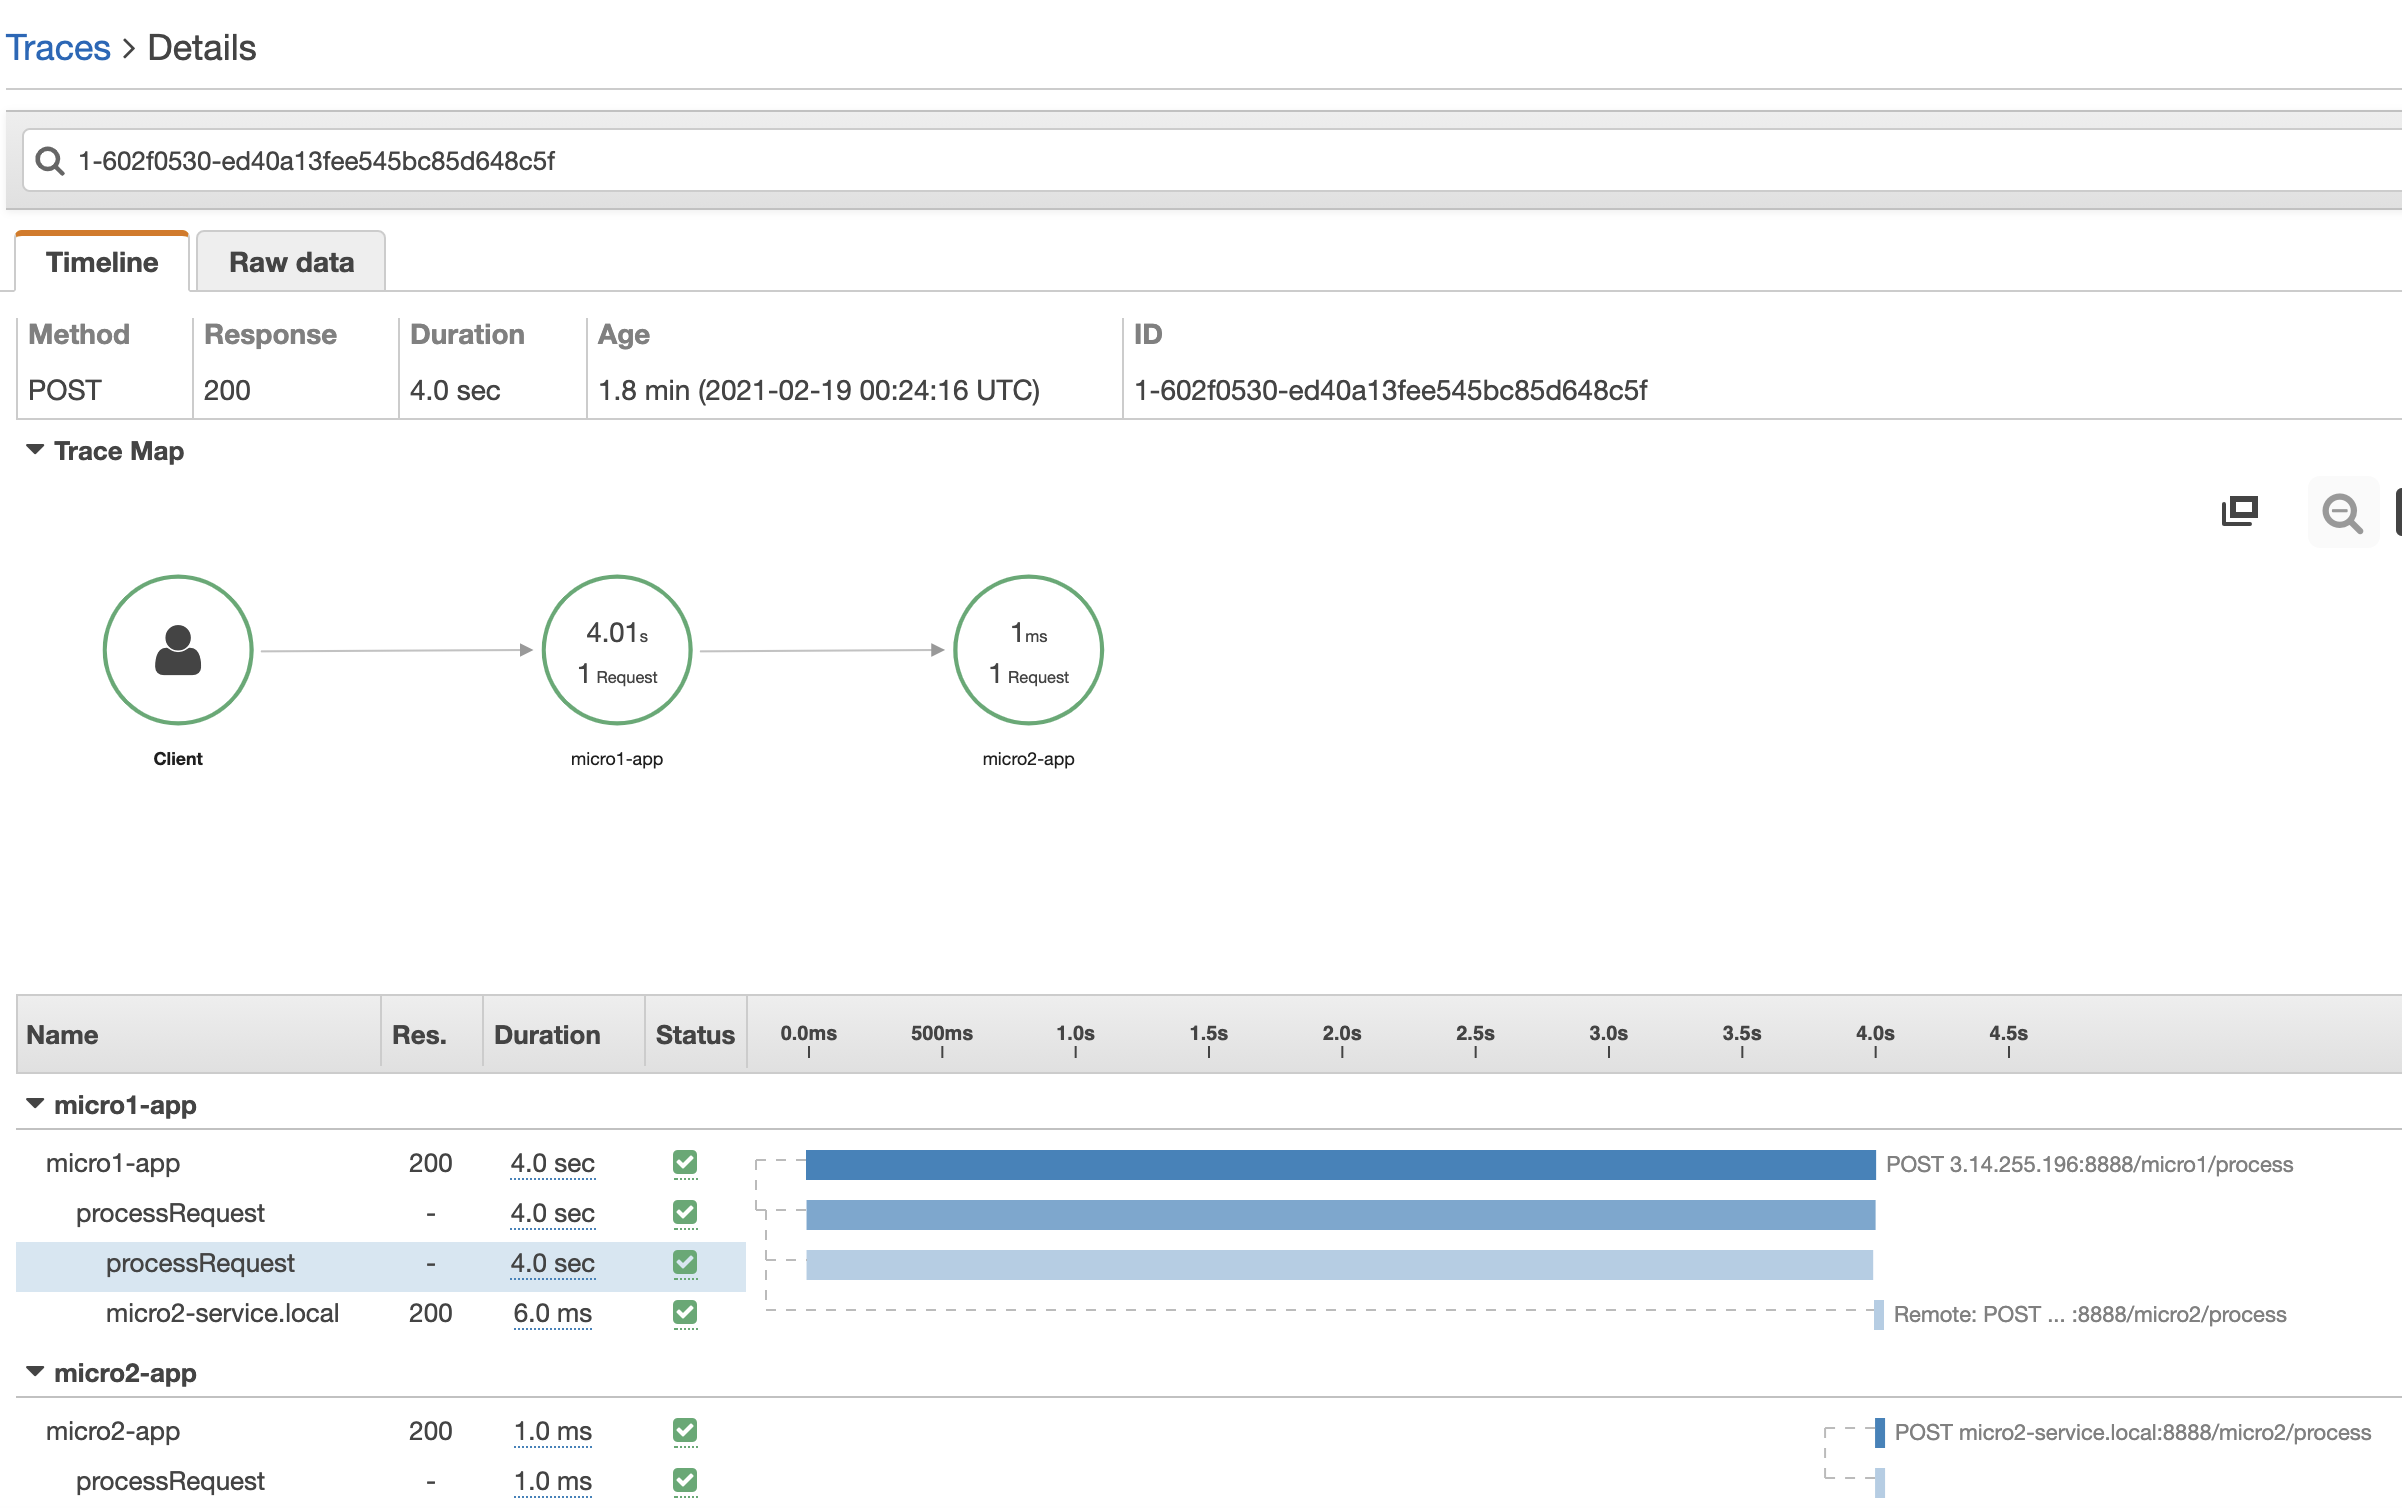 Traces > Details
1-602f0530-ed40a13fee545bc85d648c5f
Timeline Raw data
Method Response Duration Age ID
POST 200 4.0 sec 1.8 min (2021-02-19 00:24:16 UTC) 1-602f0530-ed40a13fee545bc85d648c5f
Trace Map
4.01s 1ms
1 Request 1 Request
Client micro1-app micro2-app
Name Res. Duration Status 0.0ms 500ms 1.0s 1.5s 2.0s 2.5s 3.0s 3.5s 4.0s 4.5s
micro1-app
micro1-app 200 4.0 sec POST 3.14.255.196:8888/micro1/process
processRequest - 4.0 sec
processRequest - 4.0 sec
micro2-service.local 200 6.0 ms Remote: POST ... :8888/micro2/process
micro2-app
micro2-app 200 1.0 ms POST micro2-service.local:8888/micro2/process
processRequest - 1.0 ms